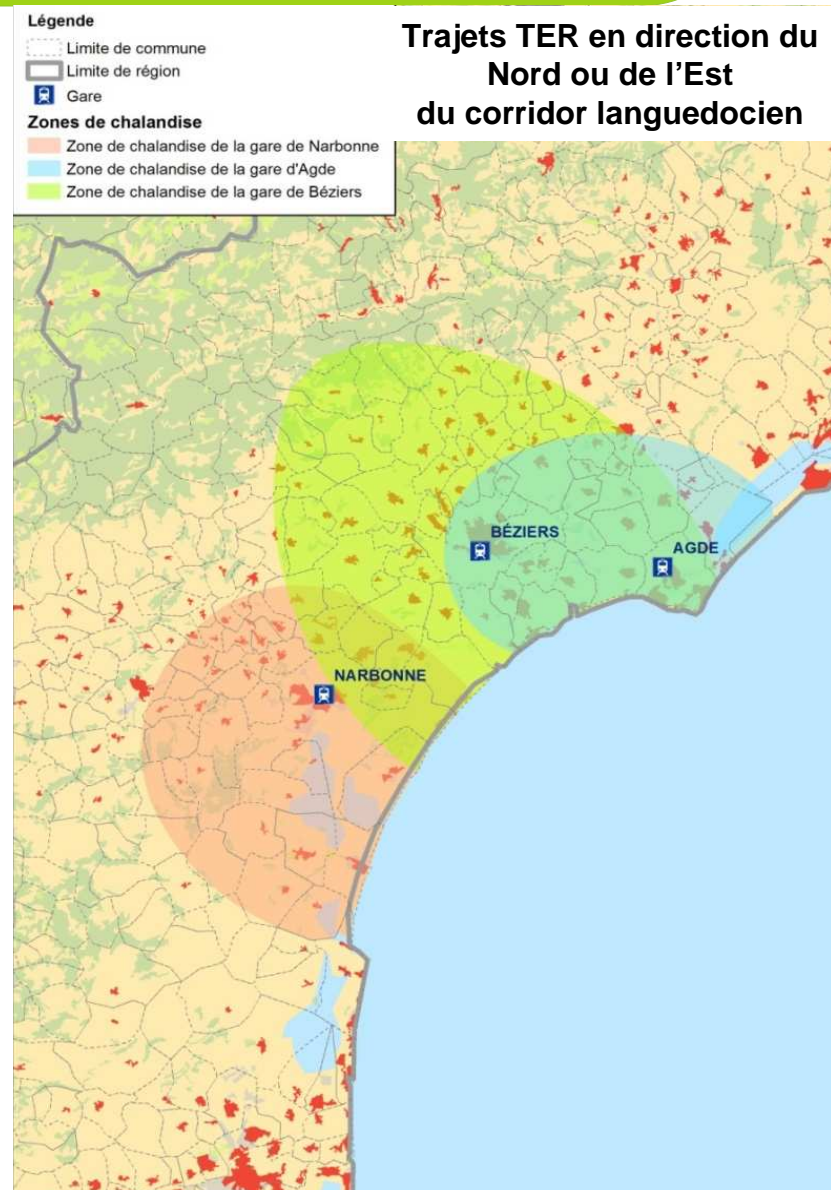 Légende
Limite de commune
Limite de région
Gare
Zones de chalandise
Zone de chalandise de la gare de Narbonne
Zone de chalandise de la gare d'Agde
Zone de chalandise de la gare de Béziers
Trajets TER en direction du
Nord ou de l’Est
du corridor languedocien
BÉZIERS
AGDE
NARBONNE